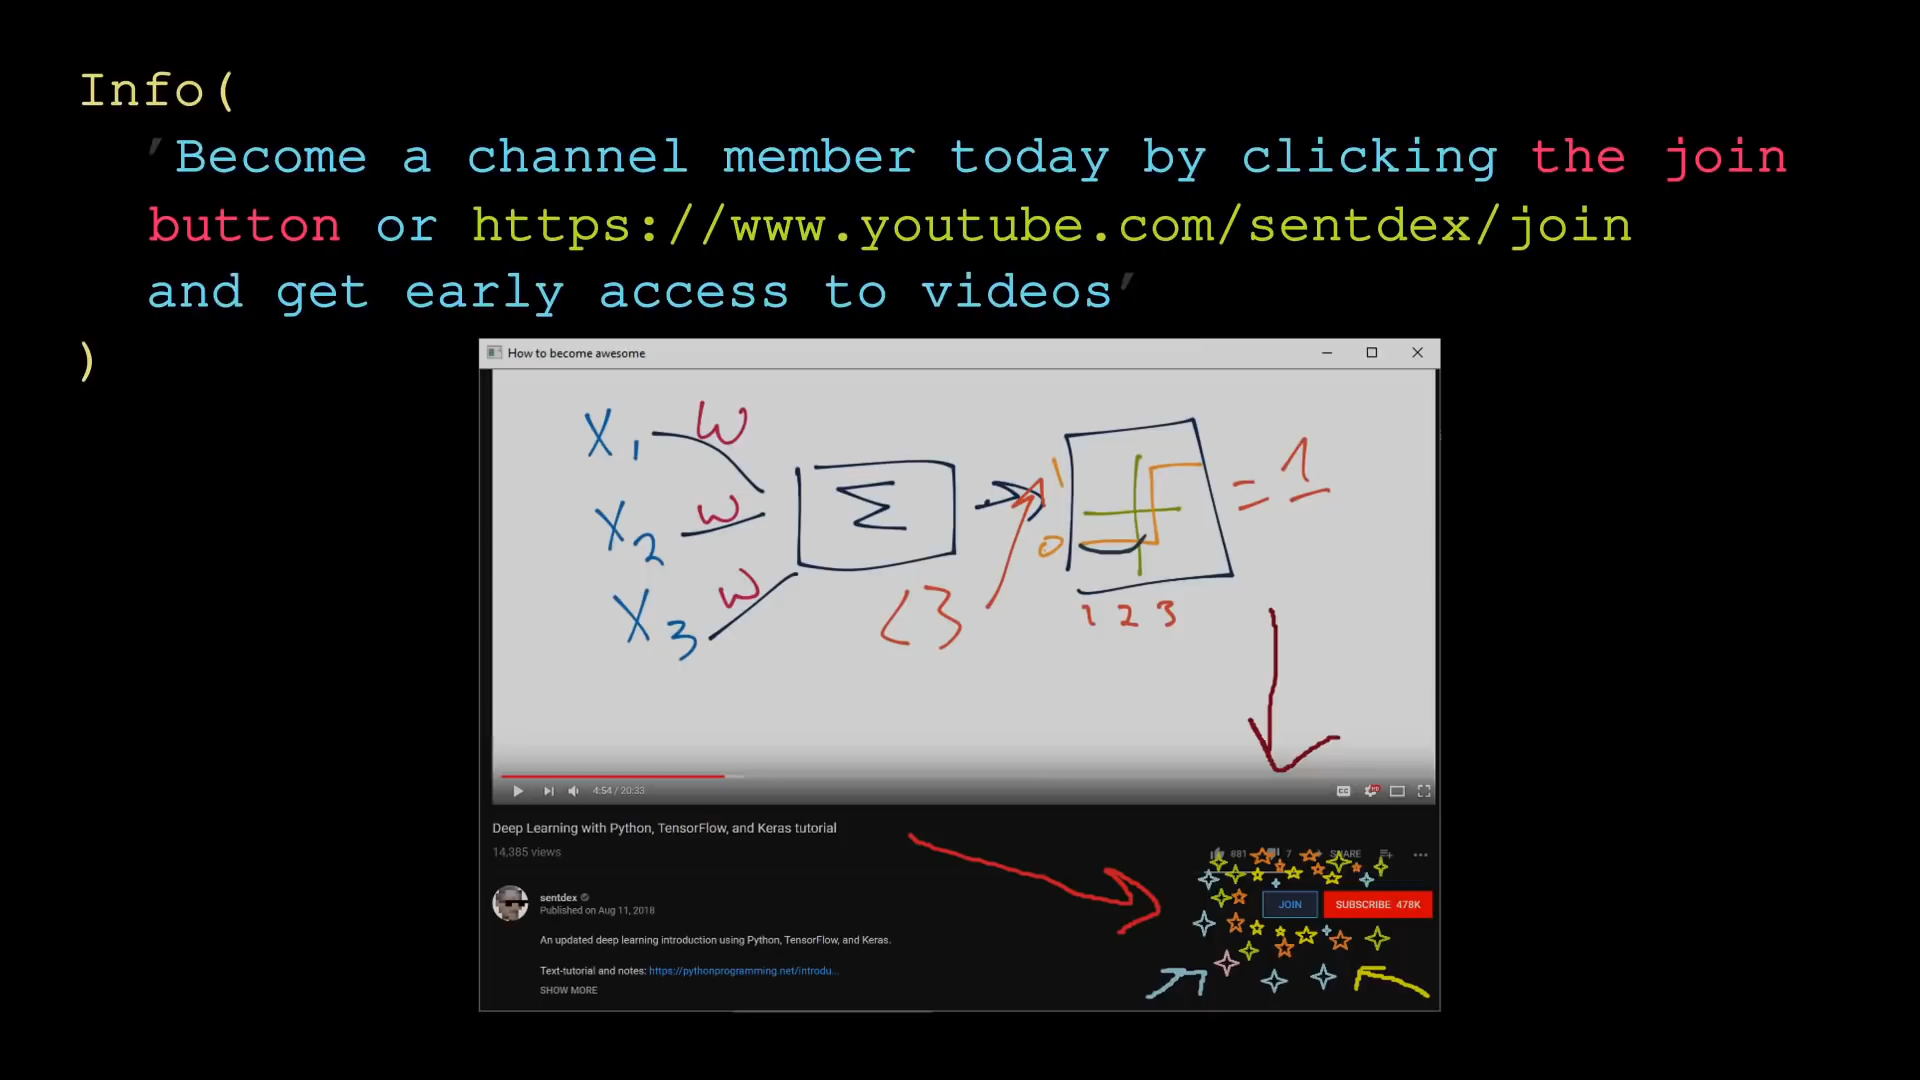 Info(
'Become a channel member today by clicking the join
button or https://www.youtube.com/sentdex/join
and get early access to videos'
)
How to become awesome
X1 W
X2 W
X3 W
Σ
1
0
= 1
<3
1 2 3
4:54 / 20:33
CC
HD
Deep Learning with Python, TensorFlow, and Keras tutorial
14,385 views
881 7 SHARE
sentdex
Published on Aug 11, 2018
JOIN SUBSCRIBE 478K
An updated deep learning introduction using Python, TensorFlow, and Keras.
Text-tutorial and notes: https://pythonprogramming.net/introdu...
SHOW MORE